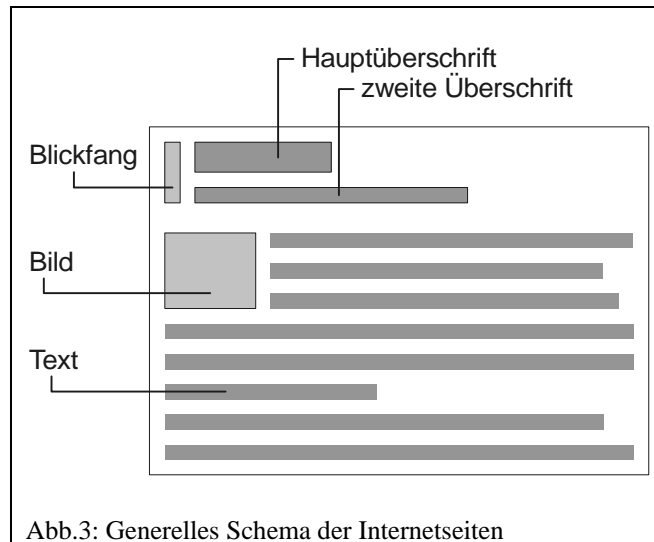 Hauptüberschrift
zweite Überschrift
Blickfang
Bild
Text
Abb.3: Generelles Schema der Internetseiten